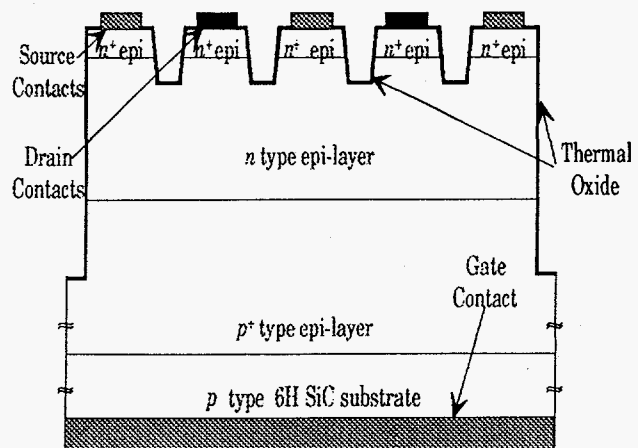 n⁺ epi
n⁺ epi
n⁺ epi
n⁺ epi
n⁺ epi
Source
Contacts
Drain
Contacts
n type epi-layer
Thermal
Oxide
Gate
Contact
p⁺ type epi-layer
p type 6H SiC substrate